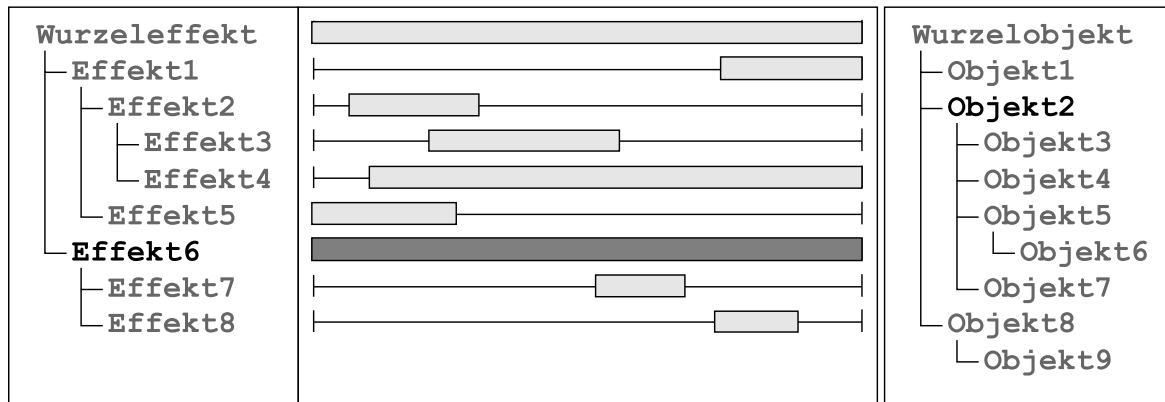 Wurzeleffekt
Effekt1
Effekt2
Effekt3
Effekt4
Effekt5
Effekt6
Effekt7
Effekt8
Wurzelobjekt
Objekt1
Objekt2
Objekt3
Objekt4
Objekt5
Objekt6
Objekt7
Objekt8
Objekt9